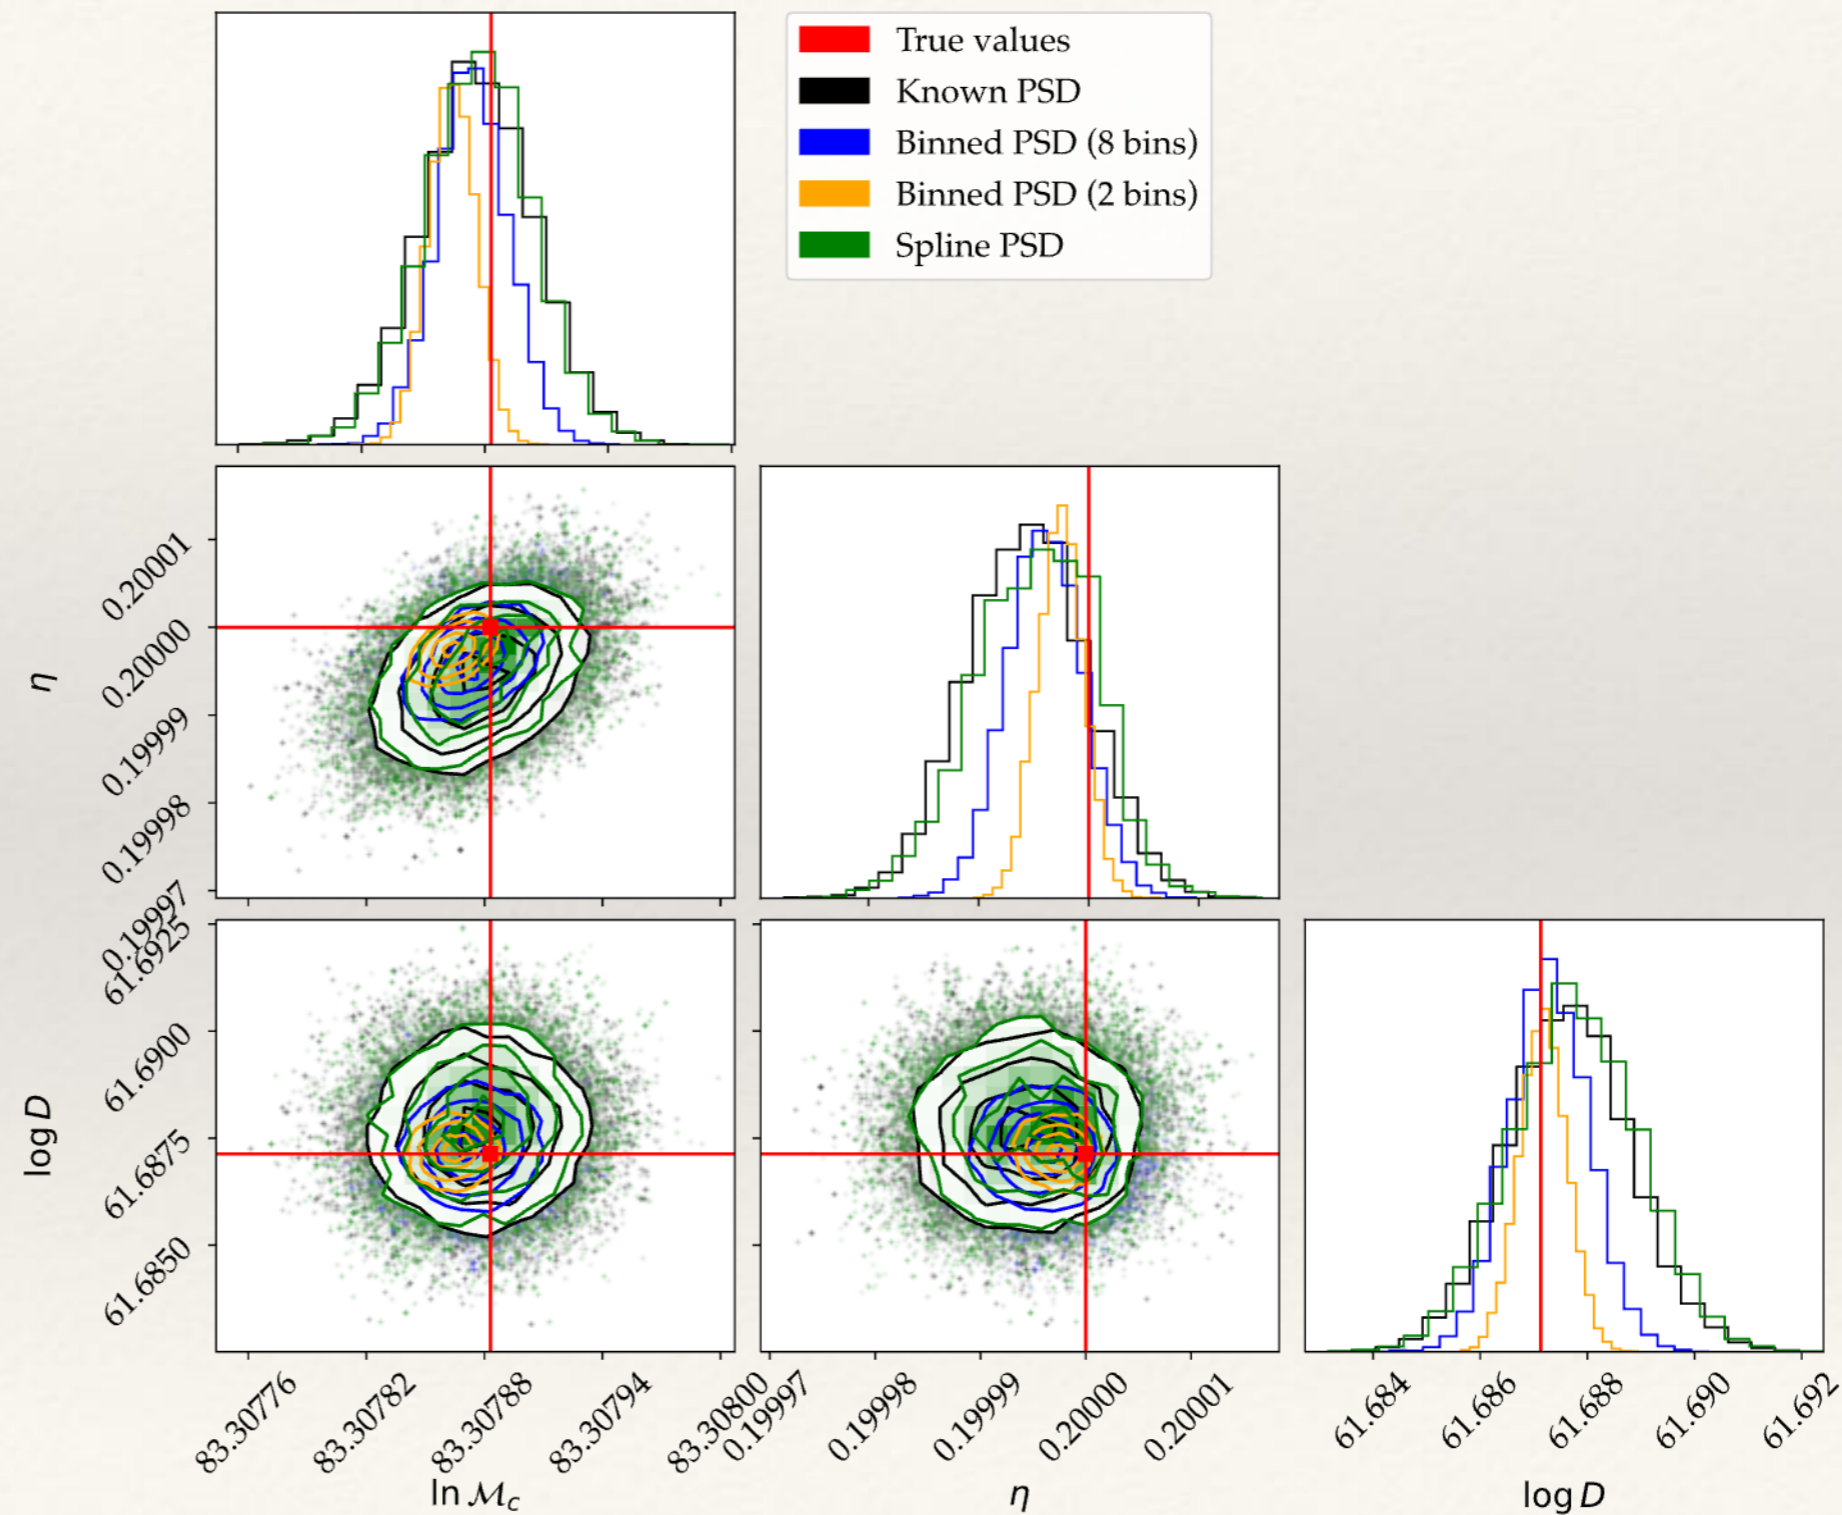 True values
Known PSD
Binned PSD (8 bins)
Binned PSD (2 bins)
Spline PSD
η
0.20001
0.20000
0.19999
0.19998
0.19997
log D
61.6925
61.6900
61.6875
61.6850
83.30776
83.30782
83.30788
83.30794
83.30800
ln ℳc
0.19997
0.19998
0.19999
0.20000
0.20001
η
61.684
61.686
61.688
61.690
61.692
log D